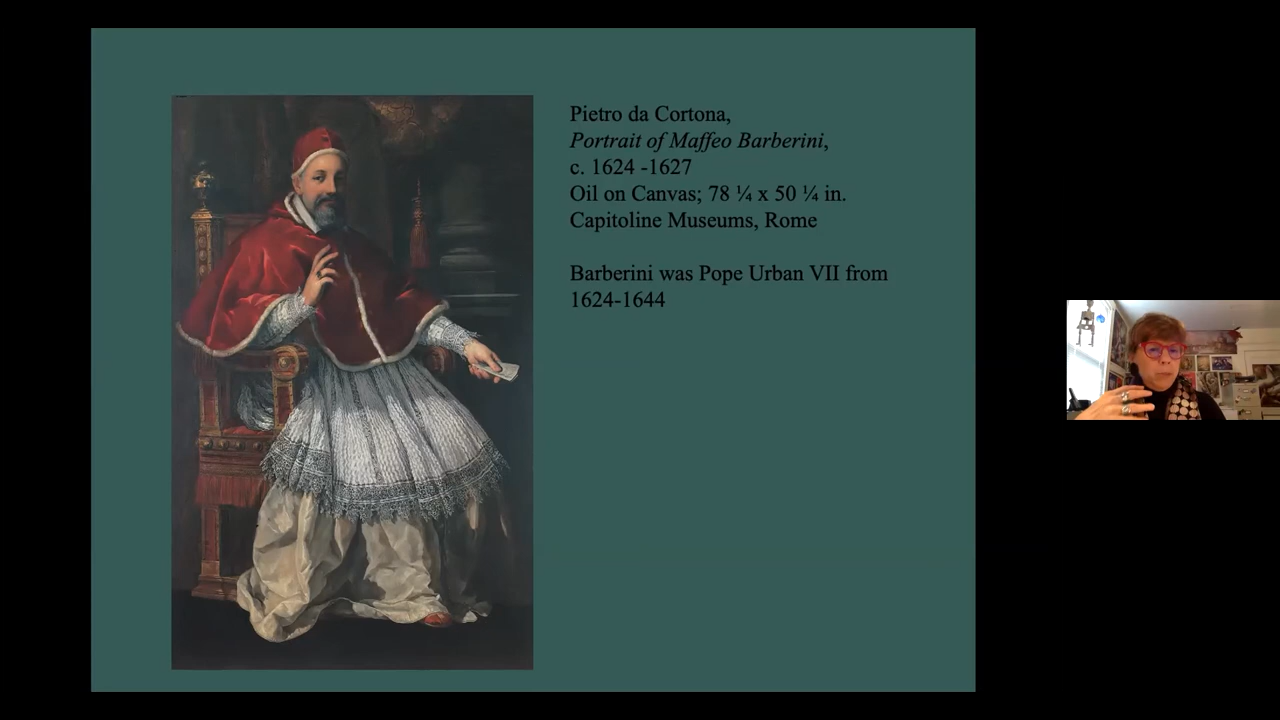 Pietro da Cortona,
Portrait of Maffeo Barberini,
c. 1624 -1627
Oil on Canvas; 78 ¼ x 50 ¼ in.
Capitoline Museums, Rome
Barberini was Pope Urban VII from
1624-1644